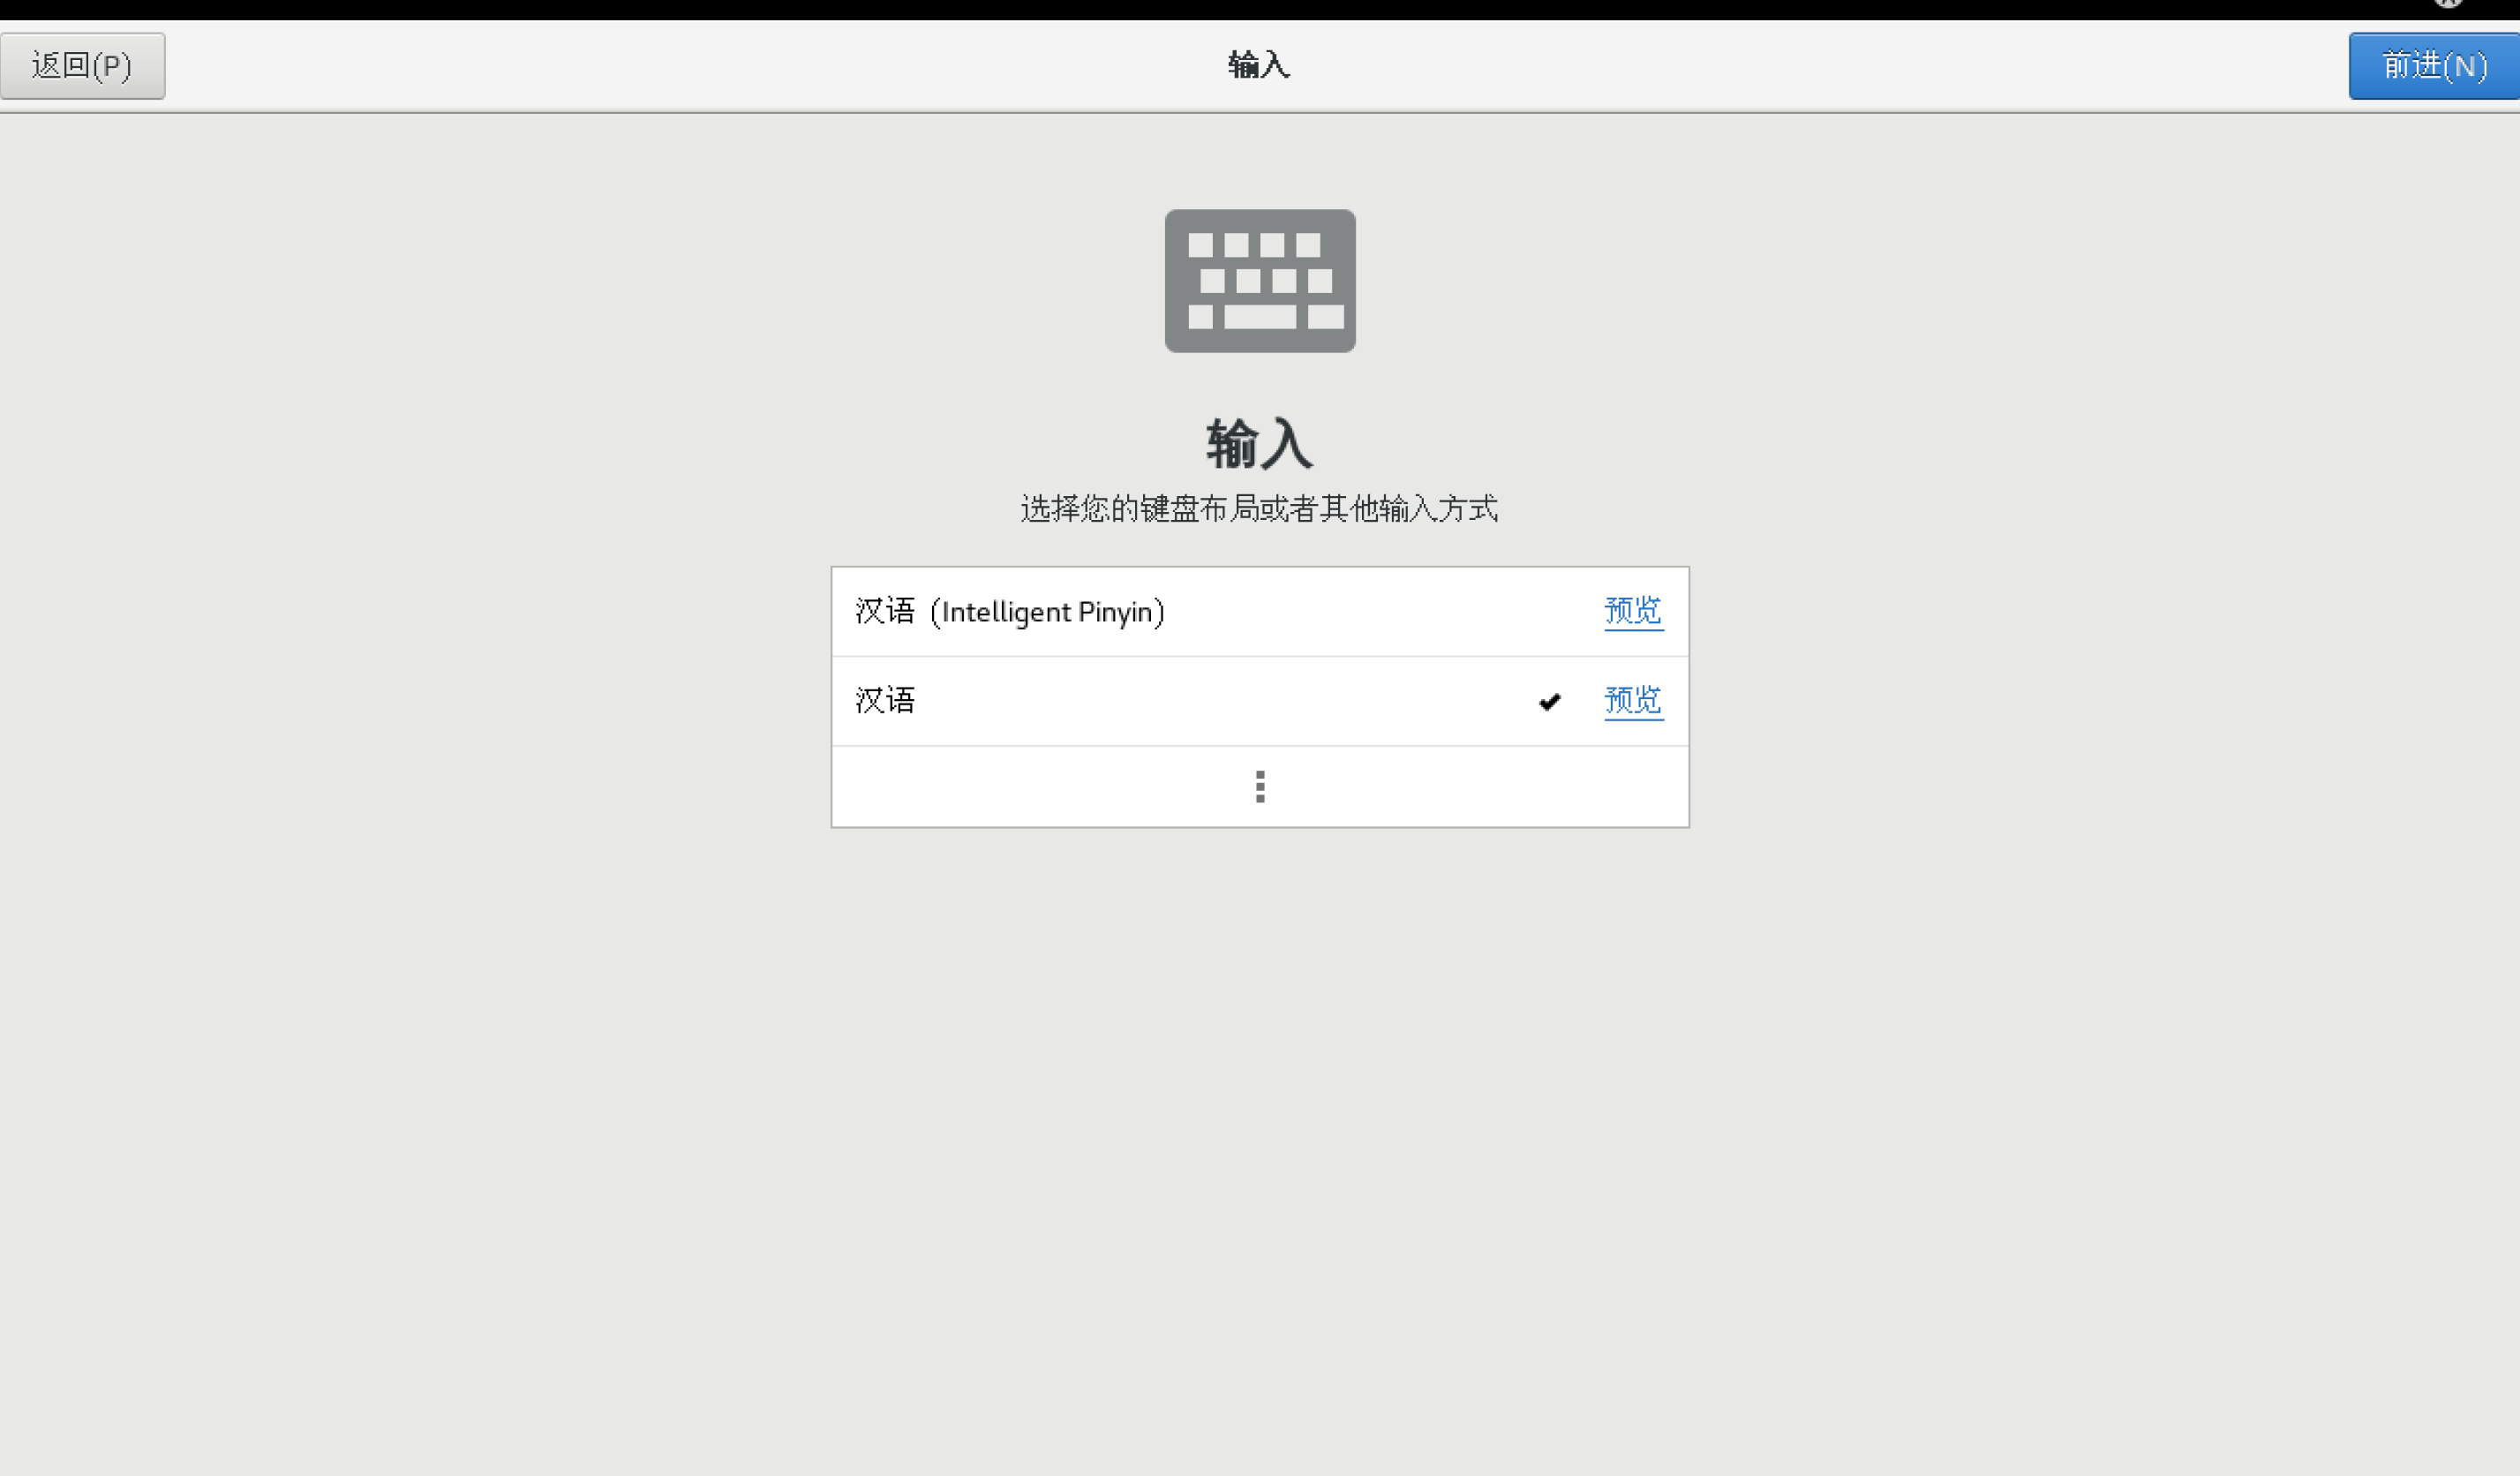 返回(P)
输入
前进(N)
输入
选择您的键盘布局或者其他输入方式
汉语 (Intelligent Pinyin)
预览
汉语
预览